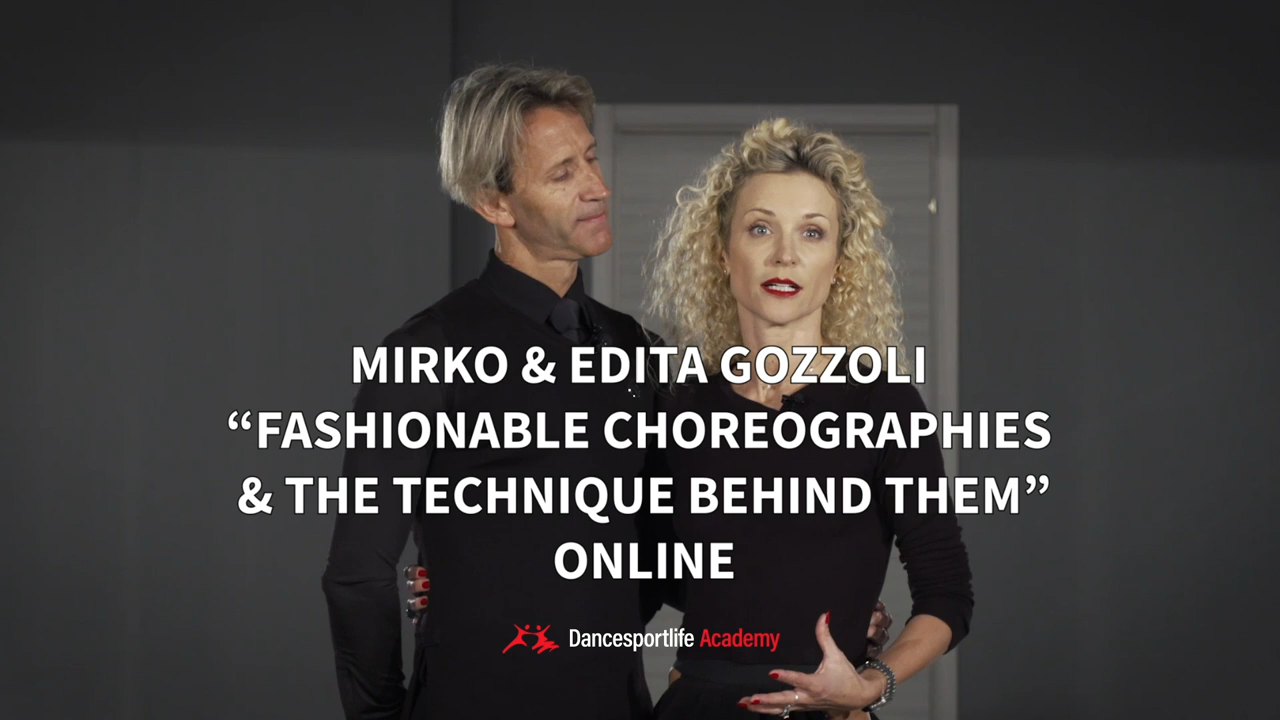 MIRKO & EDITA GOZZOLI
“FASHIONABLE CHOREOGRAPHIES
& THE TECHNIQUE BEHIND THEM”
ONLINE
Dancesportlife Academy